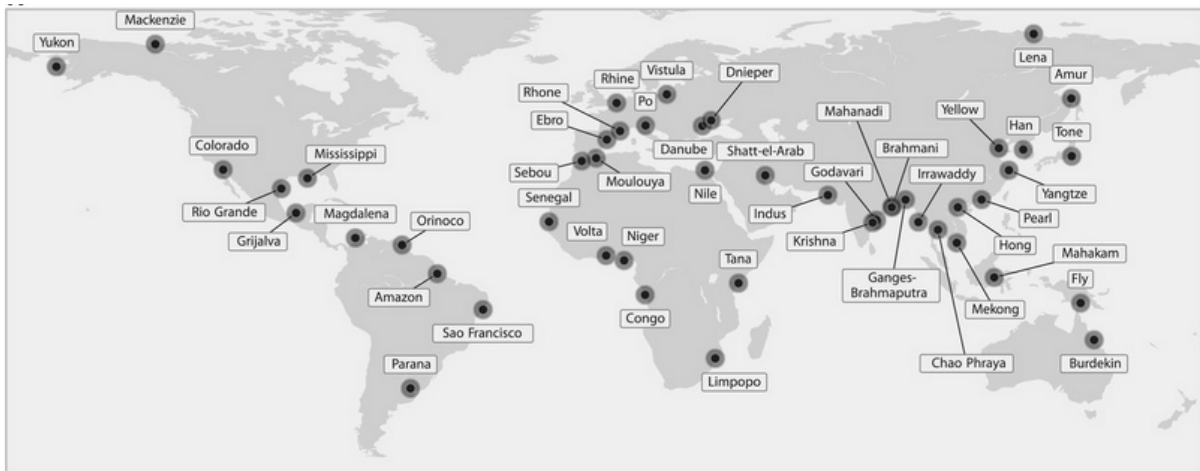 Mackenzie
Yukon
Lena
Amur
Rhine
Vistula
Dnieper
Rhone
Po
Ebro
Mahanadi
Yellow
Han
Tone
Colorado
Mississippi
Danube
Shatt-el-Arab
Brahmani
Godavari
Irrawaddy
Sebou
Moulouya
Nile
Yangtze
Rio Grande
Magdalena
Orinoco
Senegal
Indus
Pearl
Grijalva
Volta
Niger
Krishna
Hong
Tana
Mahakam
Ganges-
Brahmaputra
Fly
Amazon
Mekong
Congo
Sao Francisco
Parana
Limpopo
Chao Phraya
Burdekin